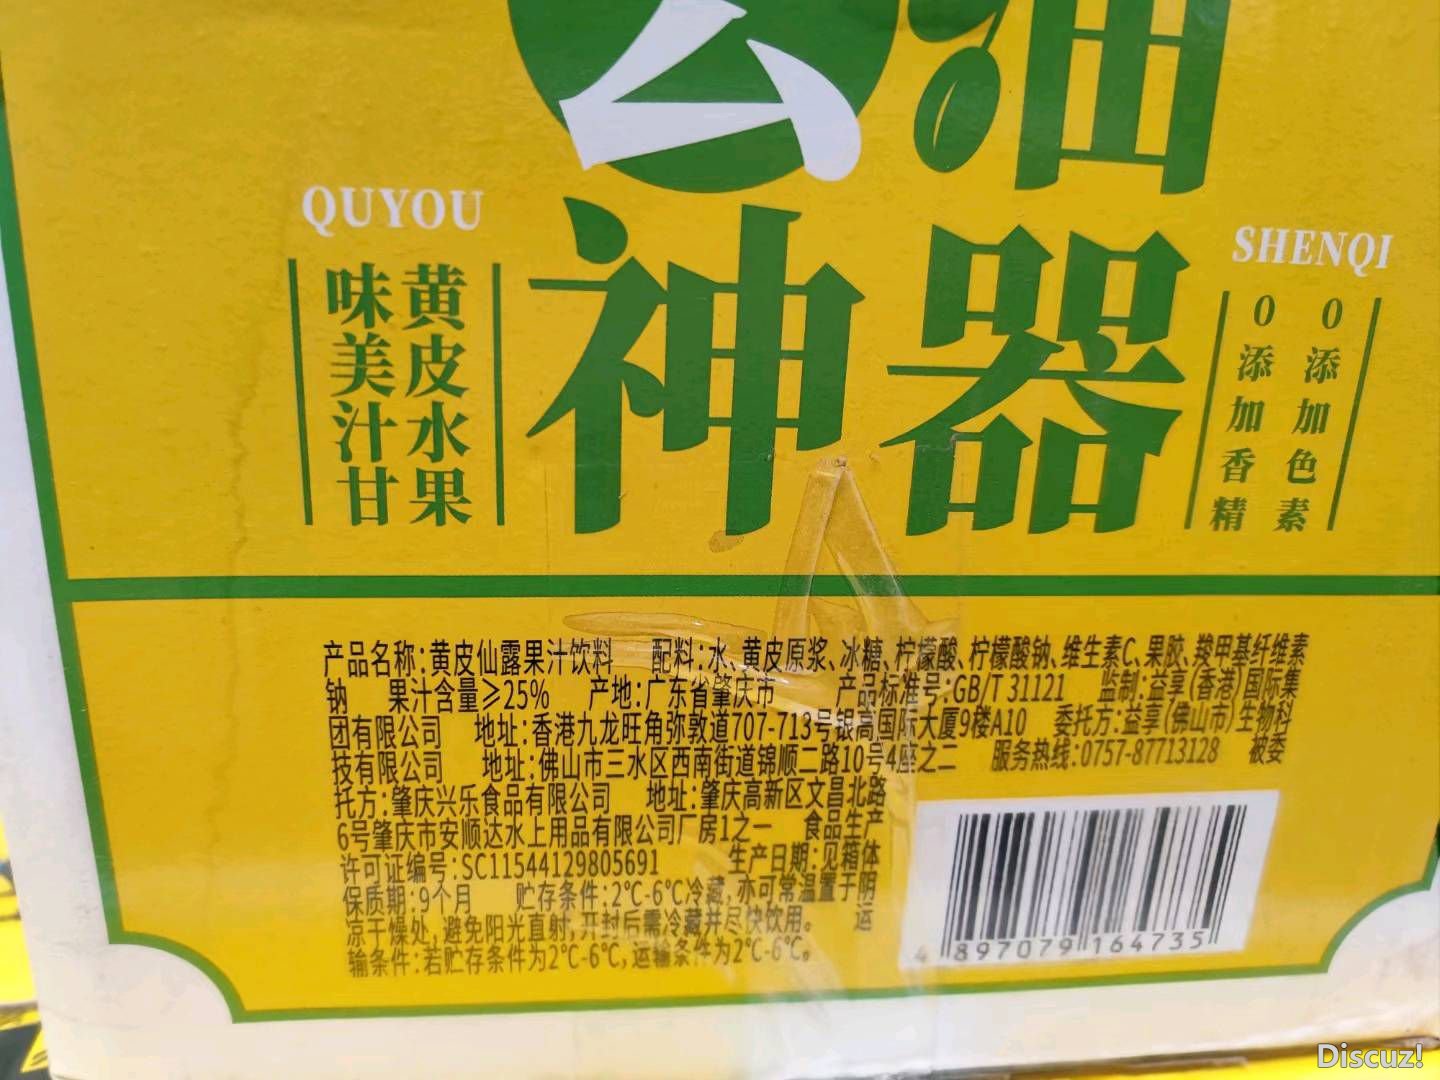 去油
QUYOU
神器
SHENQI
黄皮水果
味美汁甘
0添加色素
0添加香精
产品名称:黄皮仙露果汁饮料 配料:水、黄皮原浆、冰糖、柠檬酸、柠檬酸钠、维生素C、果胶、羧甲基纤维素
钠 果汁含量≥25% 产地:广东省肇庆市 产品标准号:GB/T 31121 监制:益享(香港)国际集
团有限公司 地址:香港九龙旺角弥敦道707-713号银高国际大厦9楼A10 委托方:益享(佛山市)生物科
技有限公司 地址:佛山市三水区西南街道锦顺二路10号4座之二 服务热线:0757-87713128 被委
托方:肇庆兴乐食品有限公司 地址:肇庆高新区文昌北路
6号肇庆市安顺达水上用品有限公司厂房1之一 食品生产
许可证编号:SC11544129805691 生产日期:见箱体
保质期:9个月 贮存条件:2°C-6°C冷藏,亦可常温置于阴
凉干燥处,避免阳光直射,开封后需冷藏并尽快饮用。 运
输条件:若贮存条件为2°C-6°C,运输条件为2°C-6°C。
4 897079 164735
Discuz!